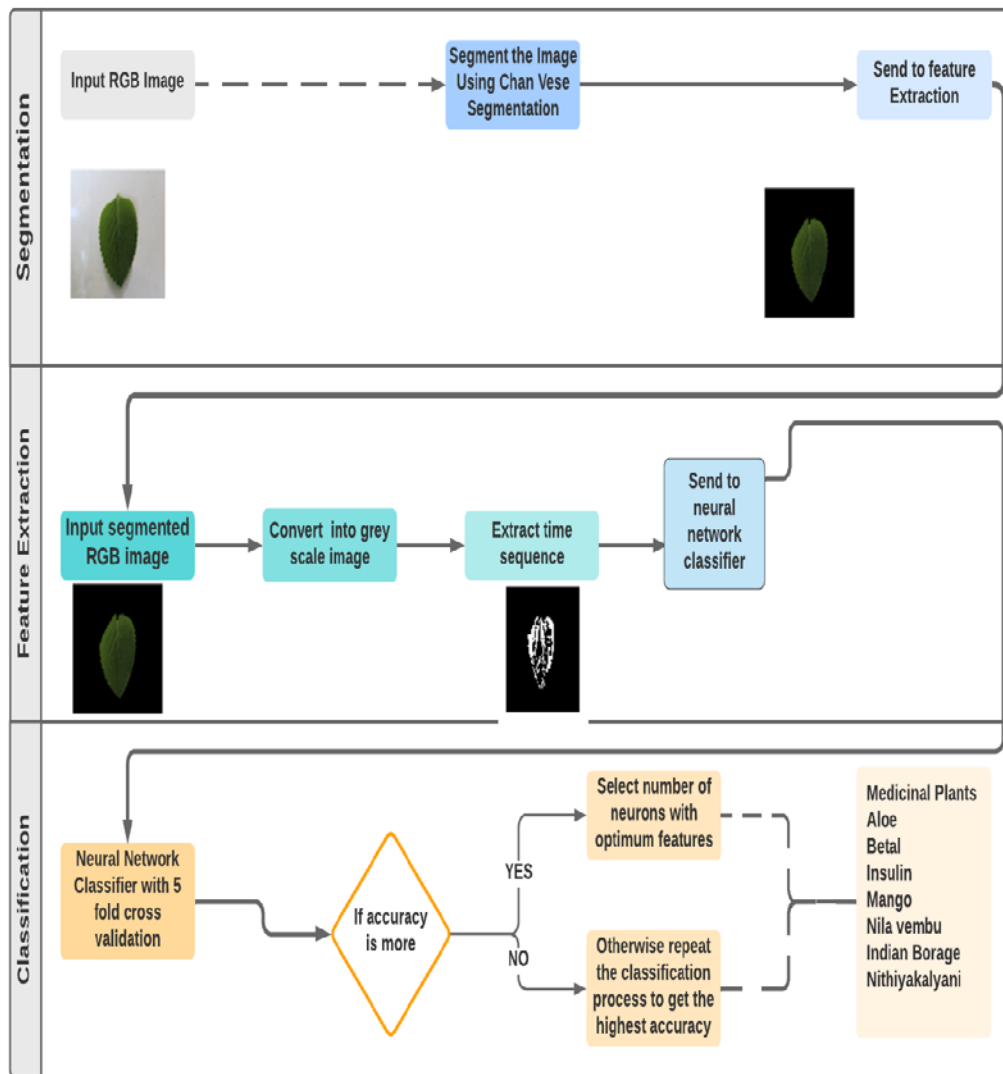 Segmentation
Input RGB Image
Segment the Image
Using Chan Vese
Segmentation
Send to feature
Extraction
Feature Extraction
Input segmented
RGB image
Convert into grey
scale image
Extract time
sequence
Send to
neural
network
classifier
Classification
Neural Network
Classifier with 5
fold cross
validation
If accuracy
is more
YES
NO
Select number of
neurons with
optimum features
Otherwise repeat
the classification
process to get the
highest accuracy
Medicinal Plants
Aloe
Betal
Insulin
Mango
Nila vembu
Indian Borage
Nithiyakalyani